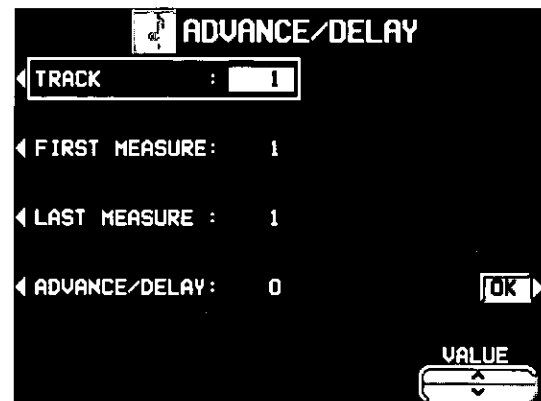 ADVANCE/DELAY
TRACK : 1
FIRST MEASURE: 1
LAST MEASURE : 1
ADVANCE/DELAY: 0
OK
VALUE